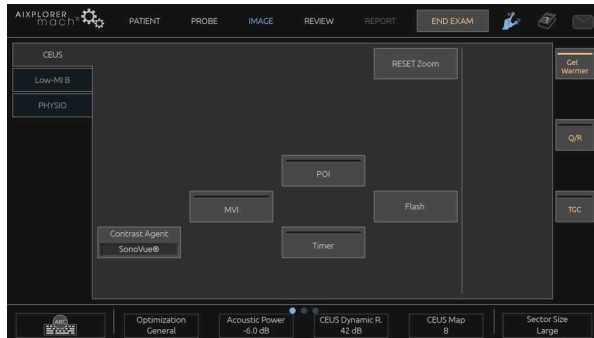 AIXPLORER
mach®
PATIENT
PROBE
IMAGE
REVIEW
REPORT
END EXAM
CEUS
Low-MI B
PHYSIO
RESET Zoom
Gel
Warmer
Q/R
POI
MVI
Flash
TGC
Contrast Agent
SonoVue®
Timer
ABC
Optimization
General
Acoustic Power
-6.0 dB
CEUS Dynamic R.
42 dB
CEUS Map
8
Sector Size
Large